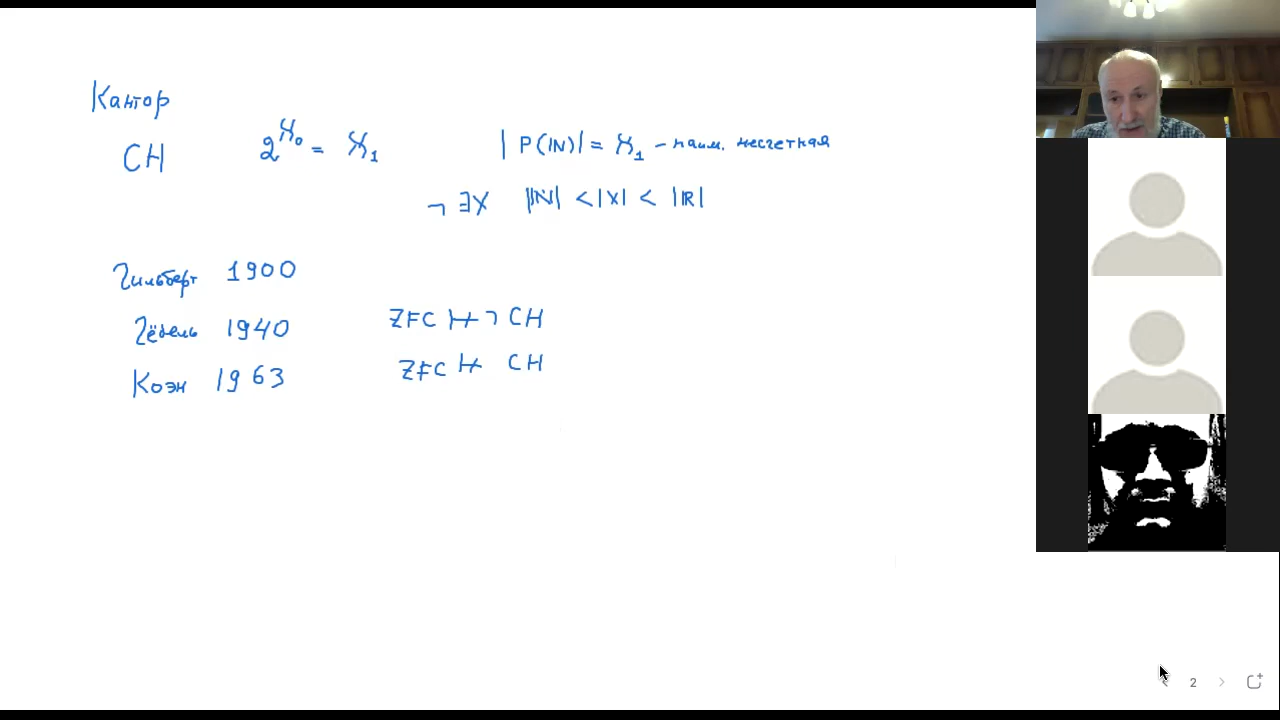 Кантор
CH 2^ℵ₀ = ℵ₁ |P(ℕ)| = ℵ₁ – наим. несчетная
¬ ∃X |ℕ| < |X| < |ℝ|
Гильберт 1900
Гёдель 1940 ZFC ⊬ ¬ CH
Коэн 1963 ZFC ⊬ CH
2